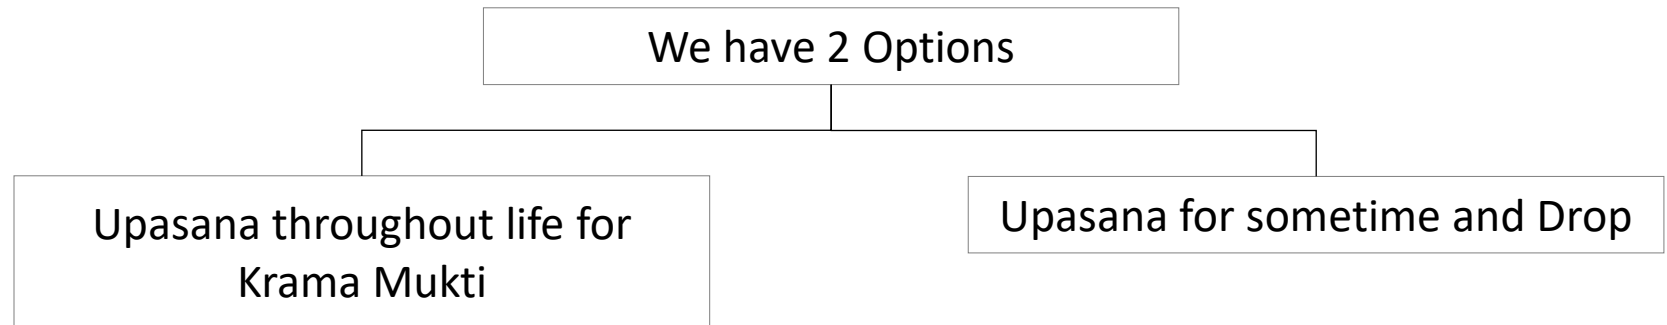 We have 2 Options
Upasana throughout life for
Krama Mukti
Upasana for sometime and Drop